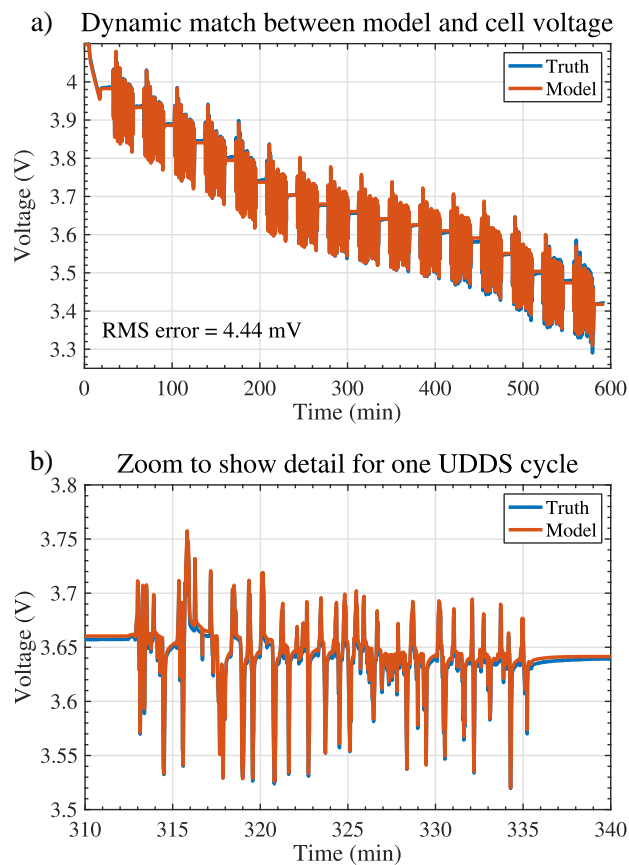 a) Dynamic match between model and cell voltage
Truth
Model
4
3.9
3.8
3.7
3.6
3.5
3.4
3.3
Voltage (V)
RMS error = 4.44 mV
0 100 200 300 400 500 600
Time (min)
b) Zoom to show detail for one UDDS cycle
Truth
Model
3.8
3.75
3.7
3.65
3.6
3.55
3.5
Voltage (V)
310 315 320 325 330 335 340
Time (min)